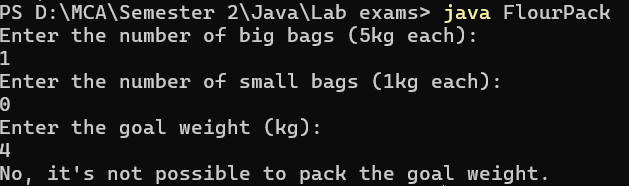 PS D:\MCA\Semester 2\Java\Lab exams> java FlourPack
Enter the number of big bags (5kg each):
1
Enter the number of small bags (1kg each):
0
Enter the goal weight (kg):
4
No, it's not possible to pack the goal weight.